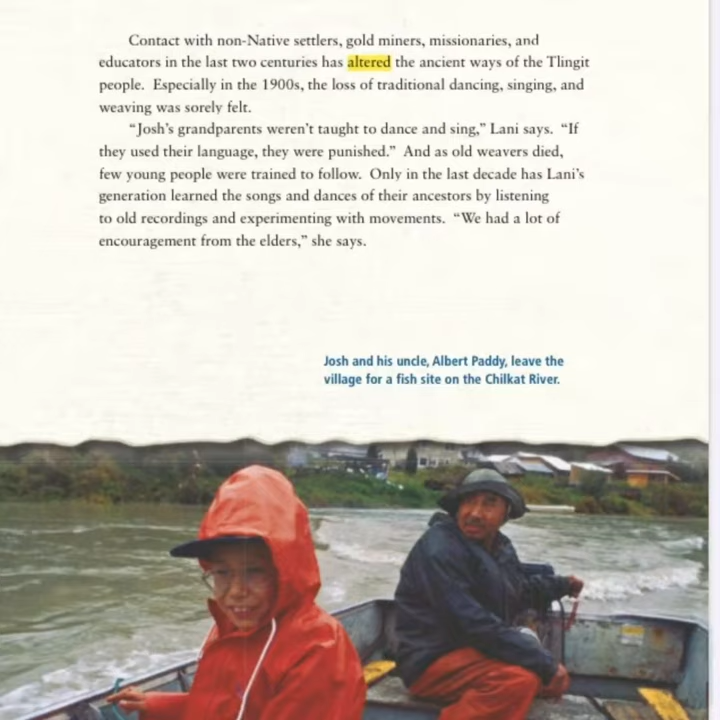 Contact with non-Native settlers, gold miners, missionaries, and
educators in the last two centuries has altered the ancient ways of the Tlingit
people. Especially in the 1900s, the loss of traditional dancing, singing, and
weaving was sorely felt.
“Josh’s grandparents weren’t taught to dance and sing,” Lani says. “If
they used their language, they were punished.” And as old weavers died,
few young people were trained to follow. Only in the last decade has Lani’s
generation learned the songs and dances of their ancestors by listening
to old recordings and experimenting with movements. “We had a lot of
encouragement from the elders,” she says.
Josh and his uncle, Albert Paddy, leave the
village for a fish site on the Chilkat River.